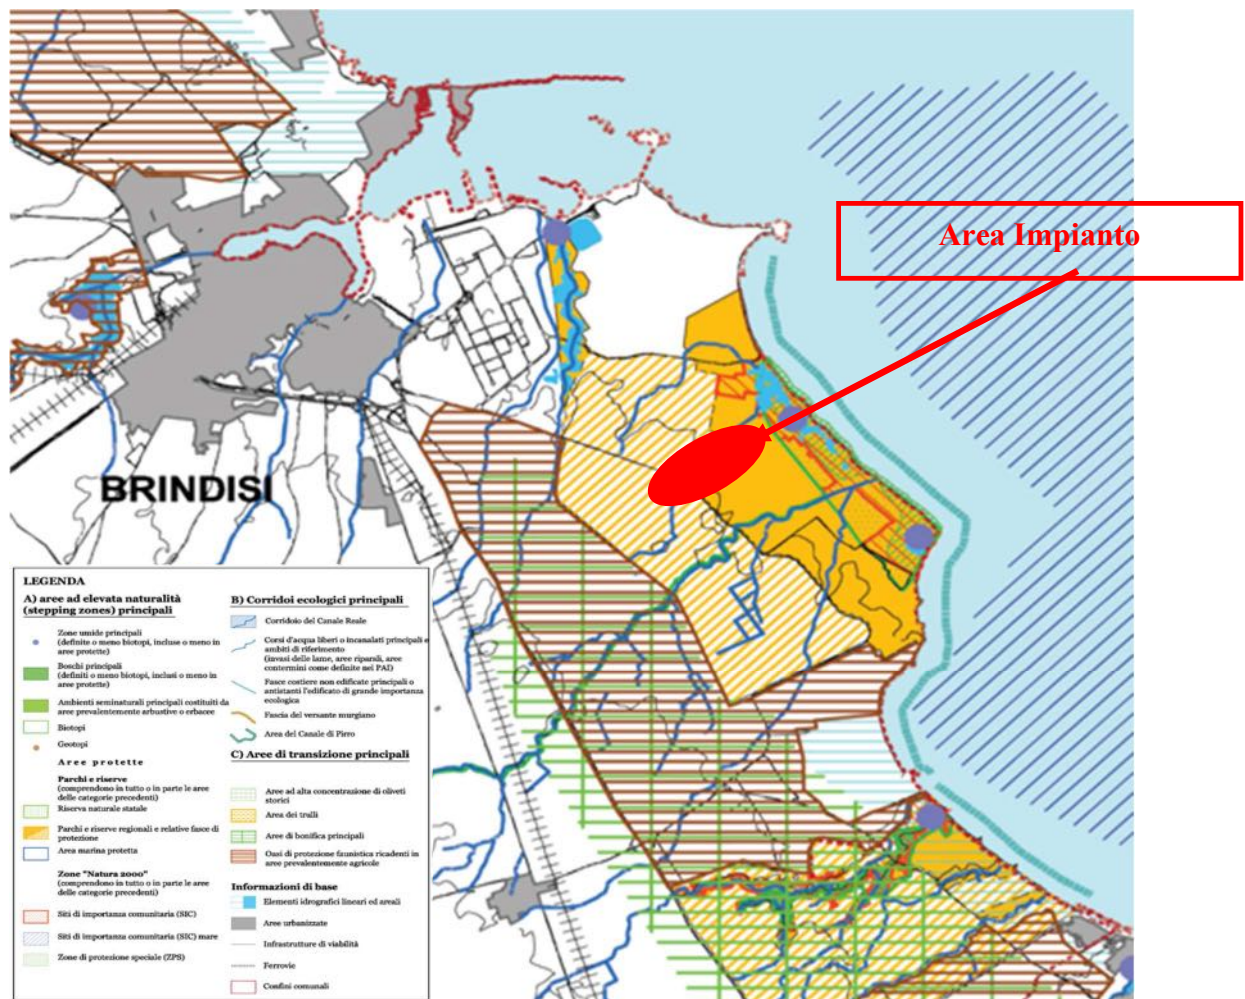 Area Impianto
BRINDISI
LEGENDA
A) aree ad elevata naturalità
(stepping zones) principali
Zone umide principali
(definite o meno biotopi, incluse o meno in
aree protette)
Boschi principali
(definiti o meno biotopi, inclusi o meno in
aree protette)
Ambienti seminaturali principali costituiti da
aree prevalentemente arbustive o erbacee
Biotopi
Geotopi
Aree protette
Parchi e riserve
(comprendono in tutto o in parte le aree
delle categorie precedenti)
Riserva naturale statale
Parchi e riserve regionali e relative fasce di
protezione
Area marina protetta
Zone "Natura 2000"
(comprendono in tutto o in parte le aree
delle categorie precedenti)
Siti di importanza comunitaria (SIC)
Siti di importanza comunitaria (SIC) mare
Zone di protezione speciale (ZPS)
B) Corridoi ecologici principali
Corridoio del Canale Reale
Corsi d'acqua liberi o incanalati principali e
ambiti di riferimento
(invasi delle lame, aree ripardi, aree
contermini come definite nel PAI)
Fasce costiere non edificate principali o
antistanti l'edificato di grande importanza
ecologica
Fascia del versante murgiano
Area del Canale di Pirro
C) Aree di transizione principali
Aree ad alta concentrazione di oliveti
storici
Area dei trulli
Aree di bonifica principali
Oasi di protezione faunistica ricadenti in
aree prevalentemente agricole
Informazioni di base
Elementi idrografici lineari ed areali
Aree urbanizzate
Infrastrutture di viabilità
Ferrovie
Confini comunali